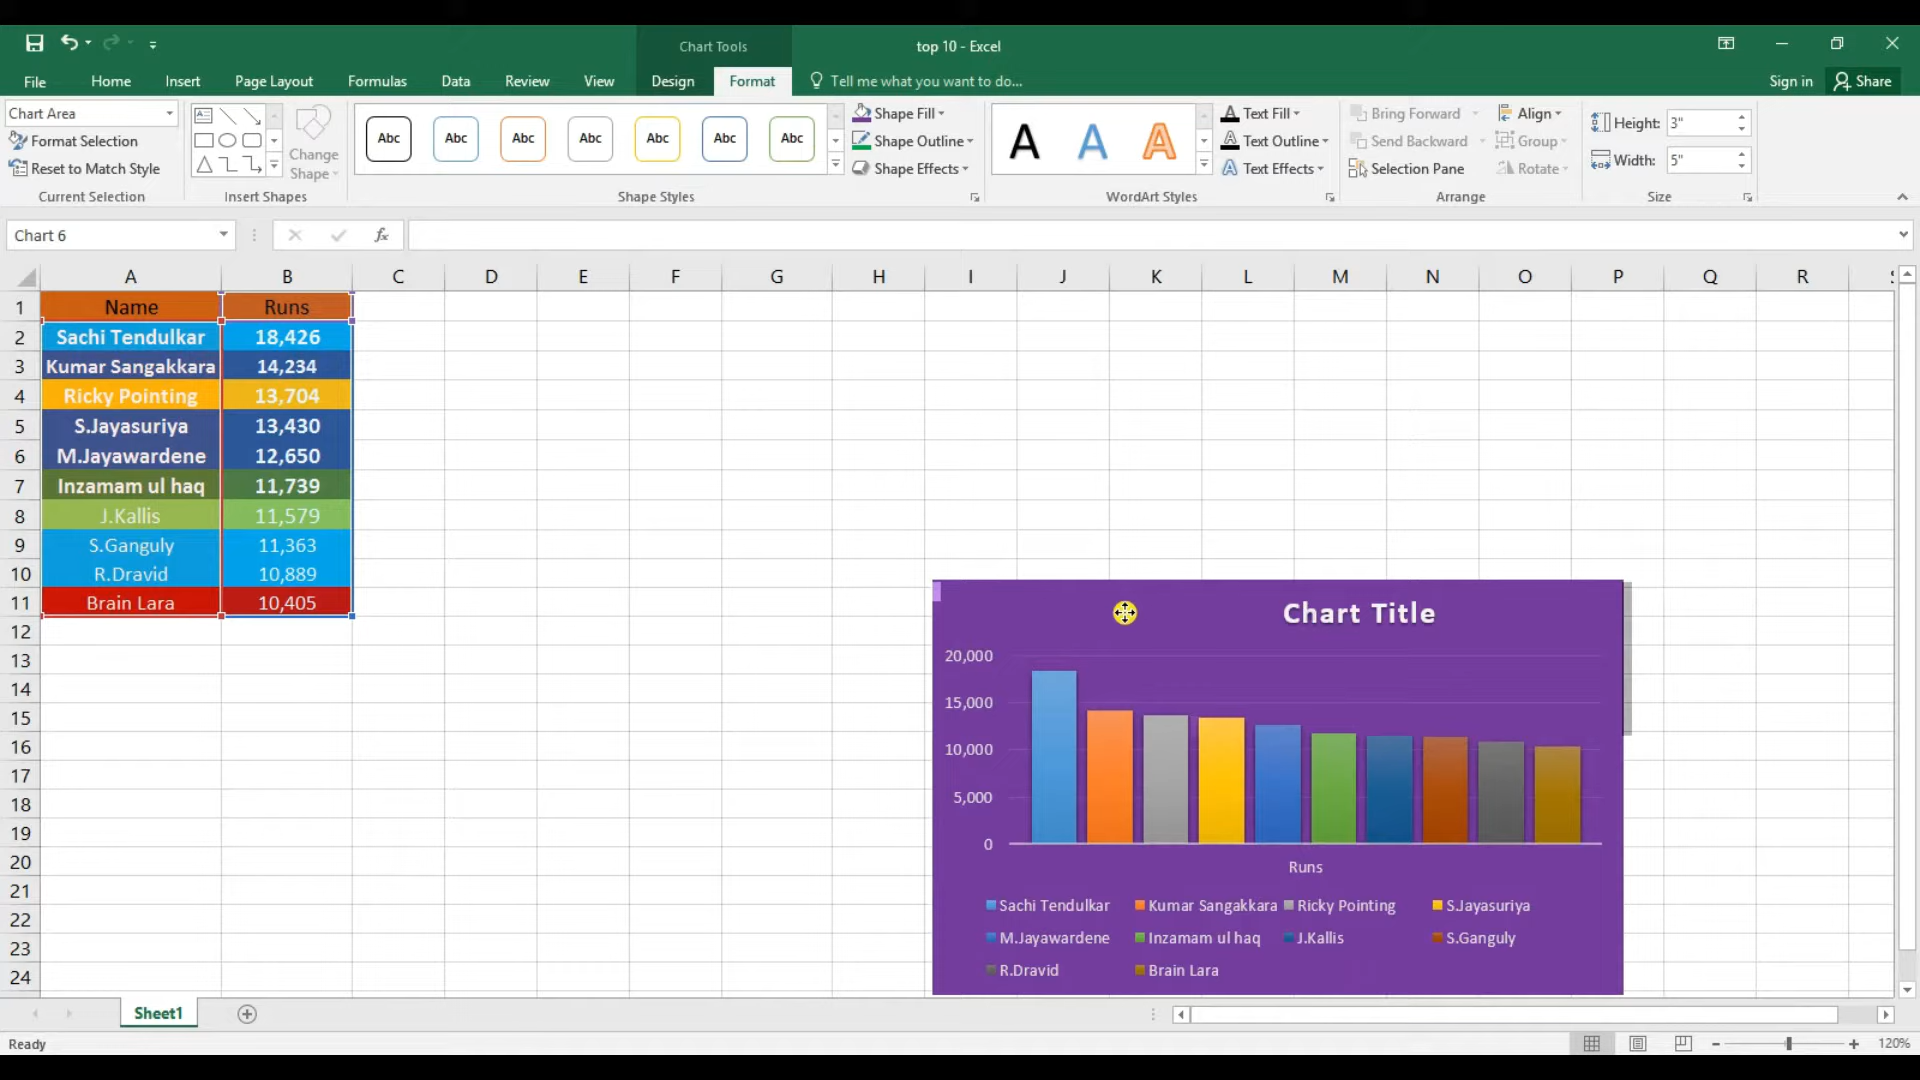 Chart Tools
top 10 - Excel
File Home Insert Page Layout Formulas Data Review View Design Format Tell me what you want to do... Sign in Share
Chart Area
Format Selection
Reset to Match Style
Current Selection
Change
Shape
Insert Shapes
Abc Abc Abc Abc Abc Abc Abc
Shape Fill
Shape Outline
Shape Effects
Shape Styles
A A A
Text Fill
Text Outline
Text Effects
WordArt Styles
Bring Forward
Send Backward
Selection Pane
Align
Group
Rotate
Arrange
Height: 3"
Width: 5"
Size
Chart 6
fx
A B C D E F G H I J K L M N O P Q R
1 Name Runs
2 Sachi Tendulkar 18,426
3 Kumar Sangakkara 14,234
4 Ricky Pointing 13,704
5 S.Jayasuriya 13,430
6 M.Jayawardene 12,650
7 Inzamam ul haq 11,739
8 J.Kallis 11,579
9 S.Ganguly 11,363
10 R.Dravid 10,889
11 Brain Lara 10,405
12
13
14
15
16
17
18
19
20
21
22
23
24
Chart Title
20,000
15,000
10,000
5,000
0
Runs
Sachi Tendulkar Kumar Sangakkara Ricky Pointing S.Jayasuriya
M.Jayawardene Inzamam ul haq J.Kallis S.Ganguly
R.Dravid Brain Lara
Sheet1
Ready
120%